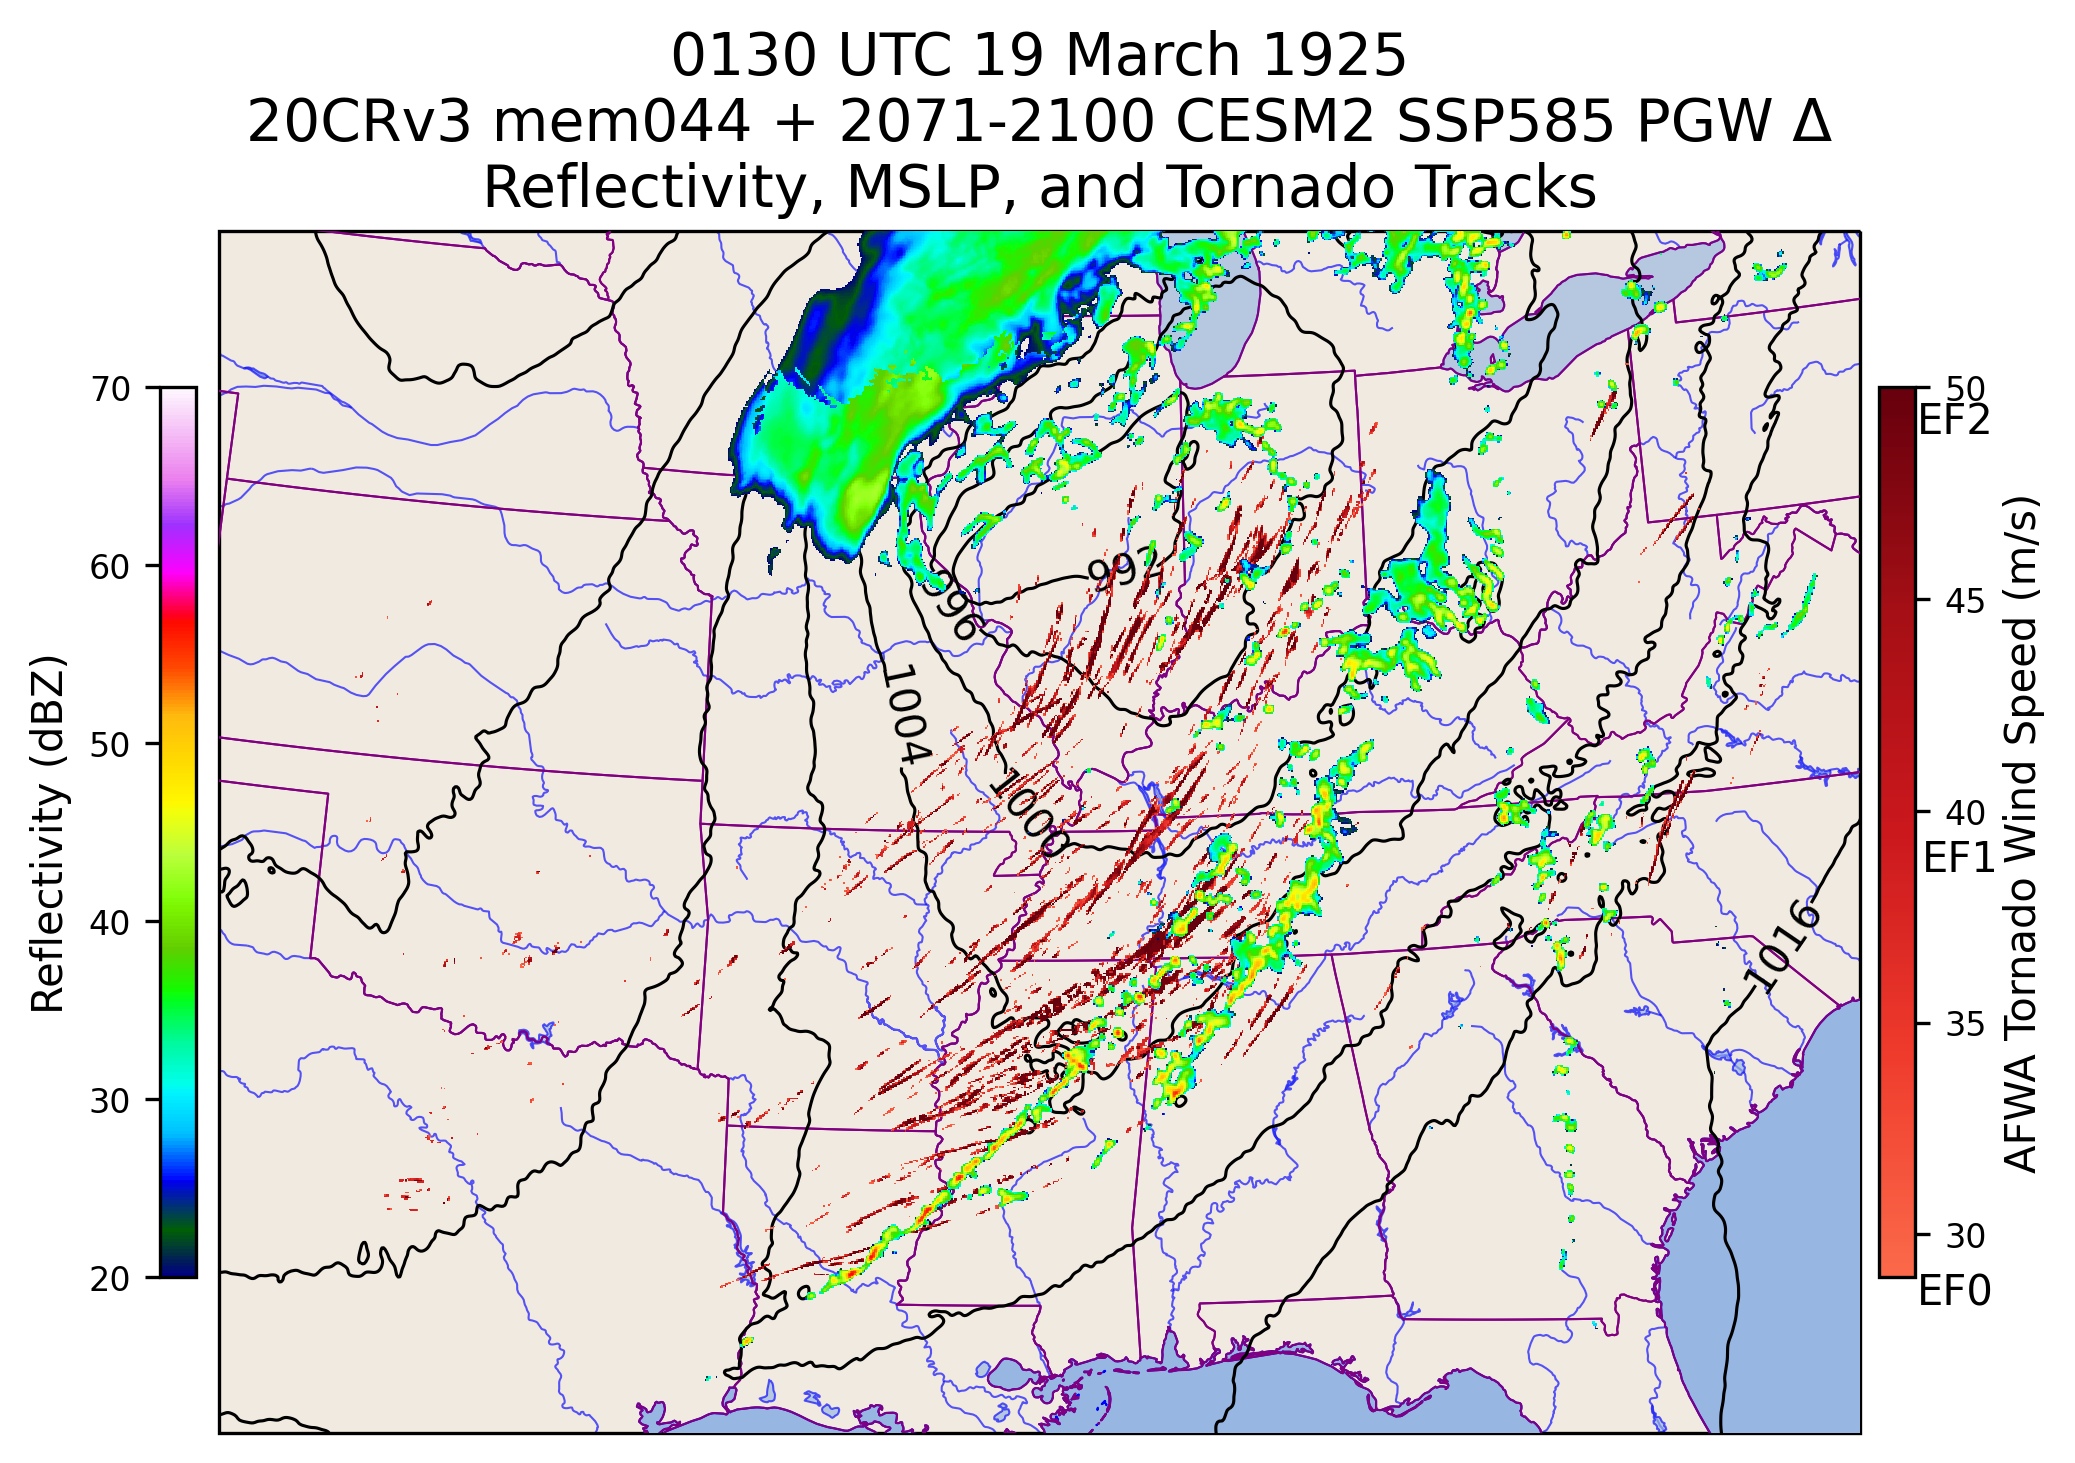 0130 UTC 19 March 1925
20CRv3 mem044 + 2071-2100 CESM2 SSP585 PGW Δ
Reflectivity, MSLP, and Tornado Tracks
Reflectivity (dBZ)
70
60
50
40
30
20
992
996
1004
1000
1016
50
EF2
45
40
EF1
35
30
EF0
AFWA Tornado Wind Speed (m/s)